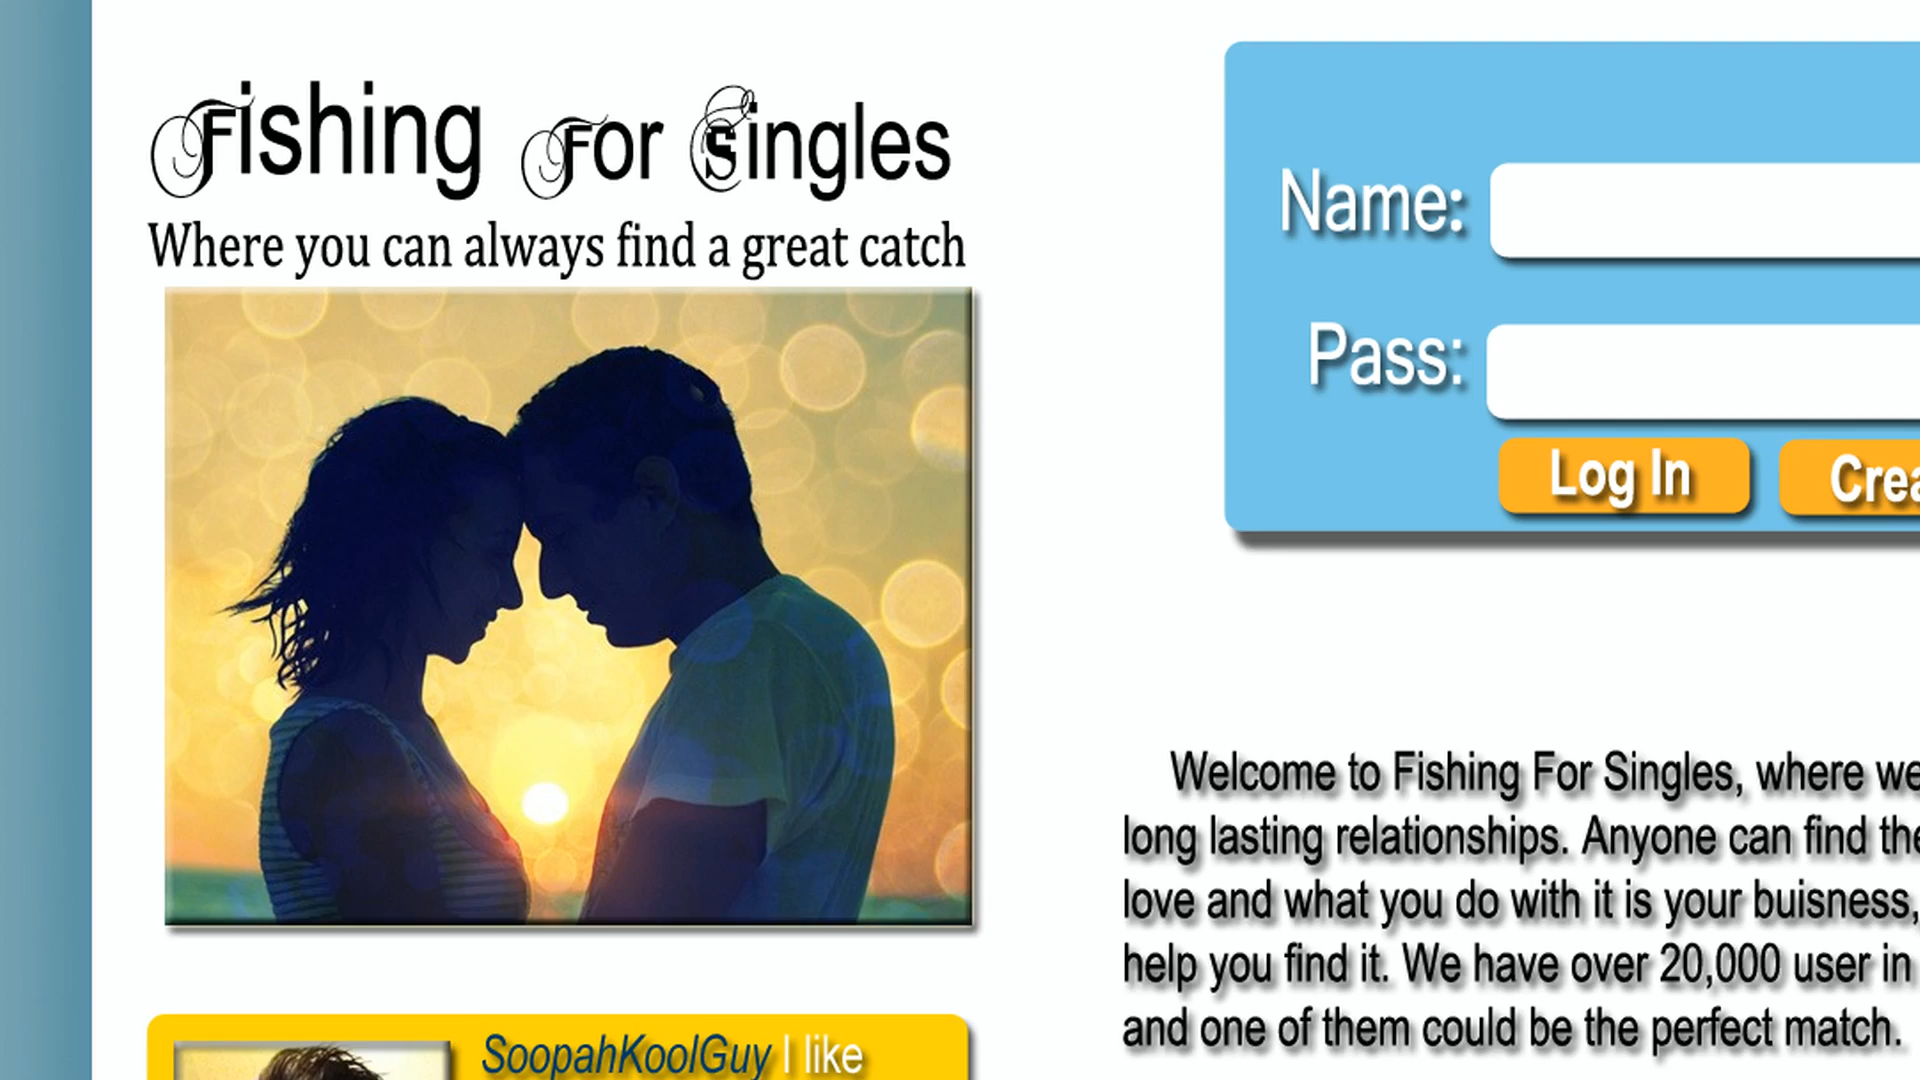 Fishing For Singles
Where you can always find a great catch
Name:
Pass:
Log In
Welcome to Fishing For Singles, where we
long lasting relationships. Anyone can find the
love and what you do with it is your buisness,
help you find it. We have over 20,000 user in
and one of them could be the perfect match.
SoopahKoolGuy I like